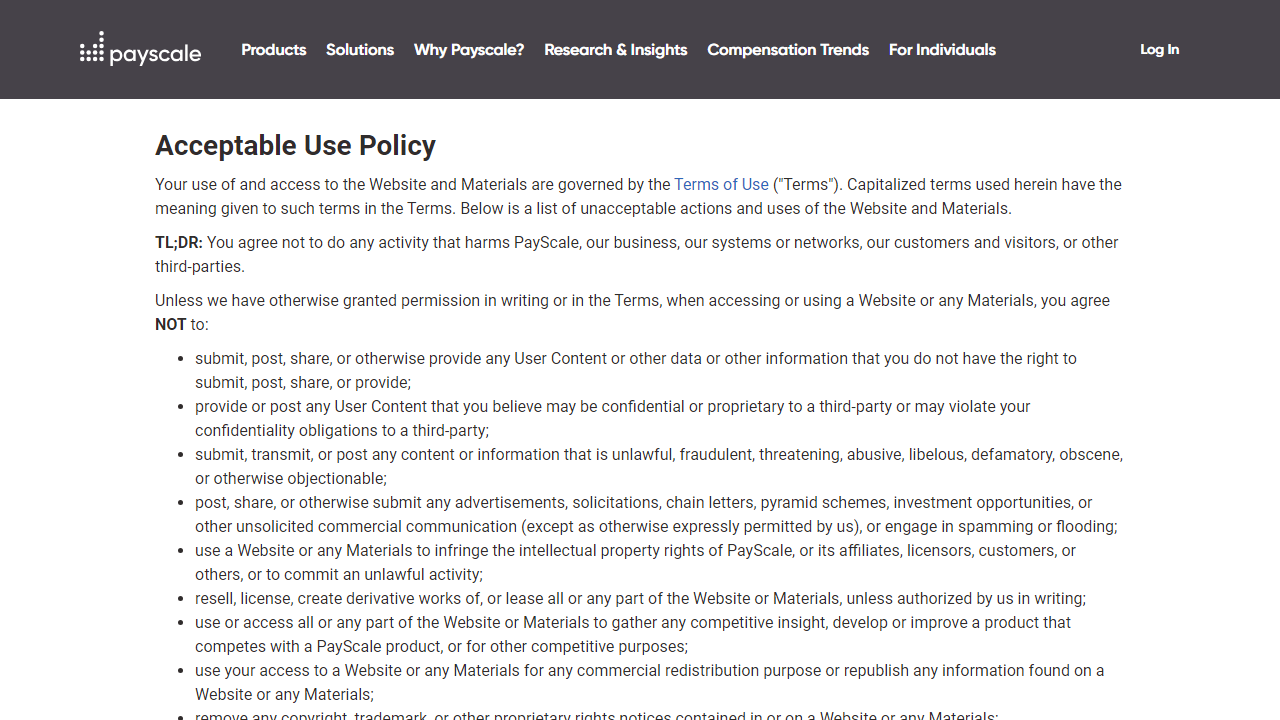 payscale Products Solutions Why Payscale? Research & Insights Compensation Trends For Individuals Log In
Acceptable Use Policy
Your use of and access to the Website and Materials are governed by the Terms of Use ("Terms"). Capitalized terms used herein have the
meaning given to such terms in the Terms. Below is a list of unacceptable actions and uses of the Website and Materials.
TL;DR: You agree not to do any activity that harms PayScale, our business, our systems or networks, our customers and visitors, or other
third-parties.
Unless we have otherwise granted permission in writing or in the Terms, when accessing or using a Website or any Materials, you agree
NOT to:
• submit, post, share, or otherwise provide any User Content or other data or other information that you do not have the right to
submit, post, share, or provide;
• provide or post any User Content that you believe may be confidential or proprietary to a third-party or may violate your
confidentiality obligations to a third-party;
• submit, transmit, or post any content or information that is unlawful, fraudulent, threatening, abusive, libelous, defamatory, obscene,
or otherwise objectionable;
• post, share, or otherwise submit any advertisements, solicitations, chain letters, pyramid schemes, investment opportunities, or
other unsolicited commercial communication (except as otherwise expressly permitted by us), or engage in spamming or flooding;
• use a Website or any Materials to infringe the intellectual property rights of PayScale, or its affiliates, licensors, customers, or
others, or to commit an unlawful activity;
• resell, license, create derivative works of, or lease all or any part of the Website or Materials, unless authorized by us in writing;
• use or access all or any part of the Website or Materials to gather any competitive insight, develop or improve a product that
competes with a PayScale product, or for other competitive purposes;
• use your access to a Website or any Materials for any commercial redistribution purpose or republish any information found on a
Website or any Materials;
• remove any copyright, trademark, or other proprietary rights notices contained in or on a Website or any Materials;